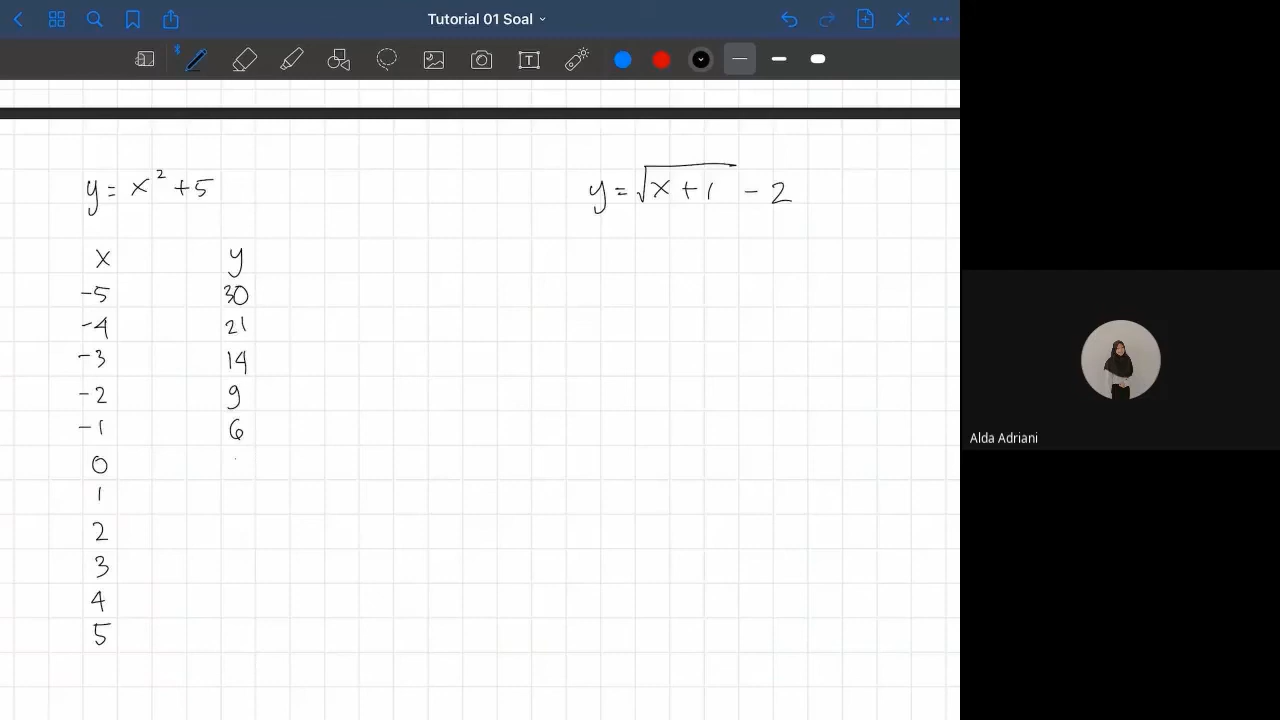 Tutorial 01 Soal
T
y = x² + 5
y = √(x + 1) - 2
x y
-5 30
-4 21
-3 14
-2 9
-1 6
0
1
2
3
4
5
Alda Adriani